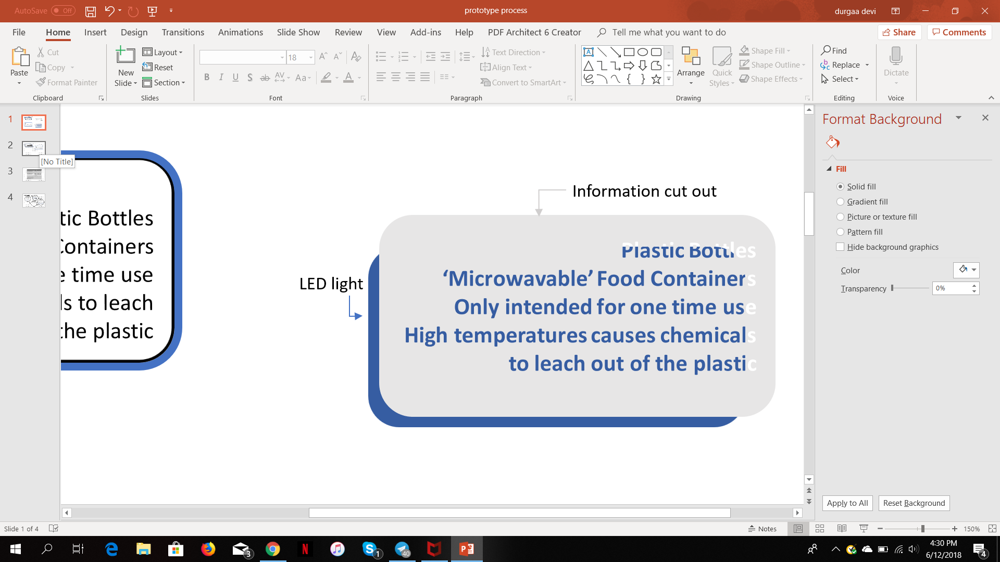 AutoSave Off
prototype process
durgaa devi
File Home Insert Design Transitions Animations Slide Show Review View Add-ins Help PDF Architect 6 Creator Tell me what you want to do Share Comments
Paste
Cut
Copy
Format Painter
Clipboard
New Slide
Layout
Reset
Section
Slides
18
B I U S ab AV Aa A
Font
Text Direction
Align Text
Convert to SmartArt
Paragraph
Arrange
Quick Styles
Shape Fill
Shape Outline
Shape Effects
Drawing
Find
Replace
Select
Editing
Dictate
Voice
1
2
[No Title]
3
4
tic Bottles
Containers
e time use
ls to leach
the plastic
Information cut out
LED light
Plastic Bottles
‘Microwavable’ Food Containers
Only intended for one time use
High temperatures causes chemicals
to leach out of the plastic
Format Background
Fill
Solid fill
Gradient fill
Picture or texture fill
Pattern fill
Hide background graphics
Color
Transparency 0%
Apply to All Reset Background
Slide 1 of 4
Notes
150%
3
1
40
4:30 PM
6/12/2018
4